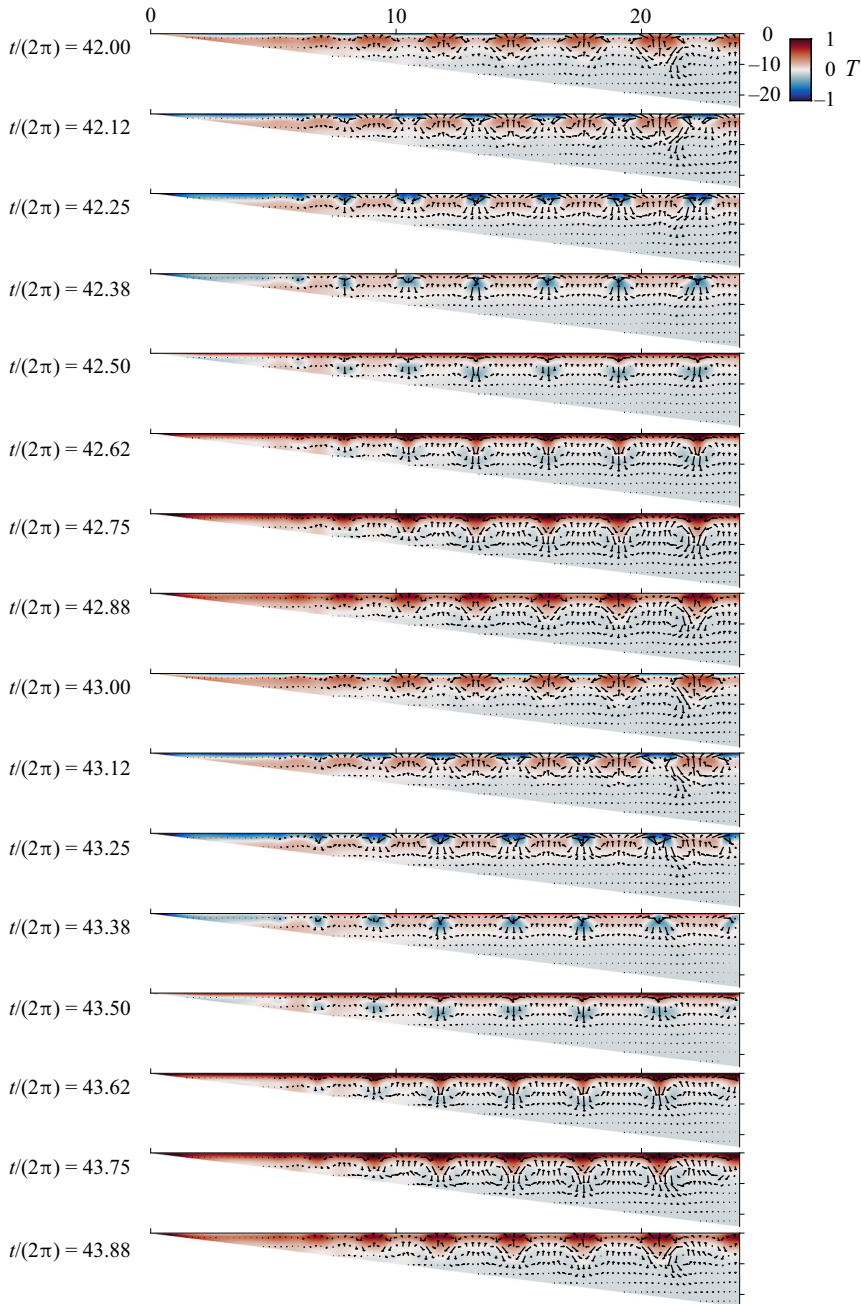 0 10 20
t/(2π) = 42.00 0 1
−10 0 T
−20 −1
t/(2π) = 42.12
t/(2π) = 42.25
t/(2π) = 42.38
t/(2π) = 42.50
t/(2π) = 42.62
t/(2π) = 42.75
t/(2π) = 42.88
t/(2π) = 43.00
t/(2π) = 43.12
t/(2π) = 43.25
t/(2π) = 43.38
t/(2π) = 43.50
t/(2π) = 43.62
t/(2π) = 43.75
t/(2π) = 43.88